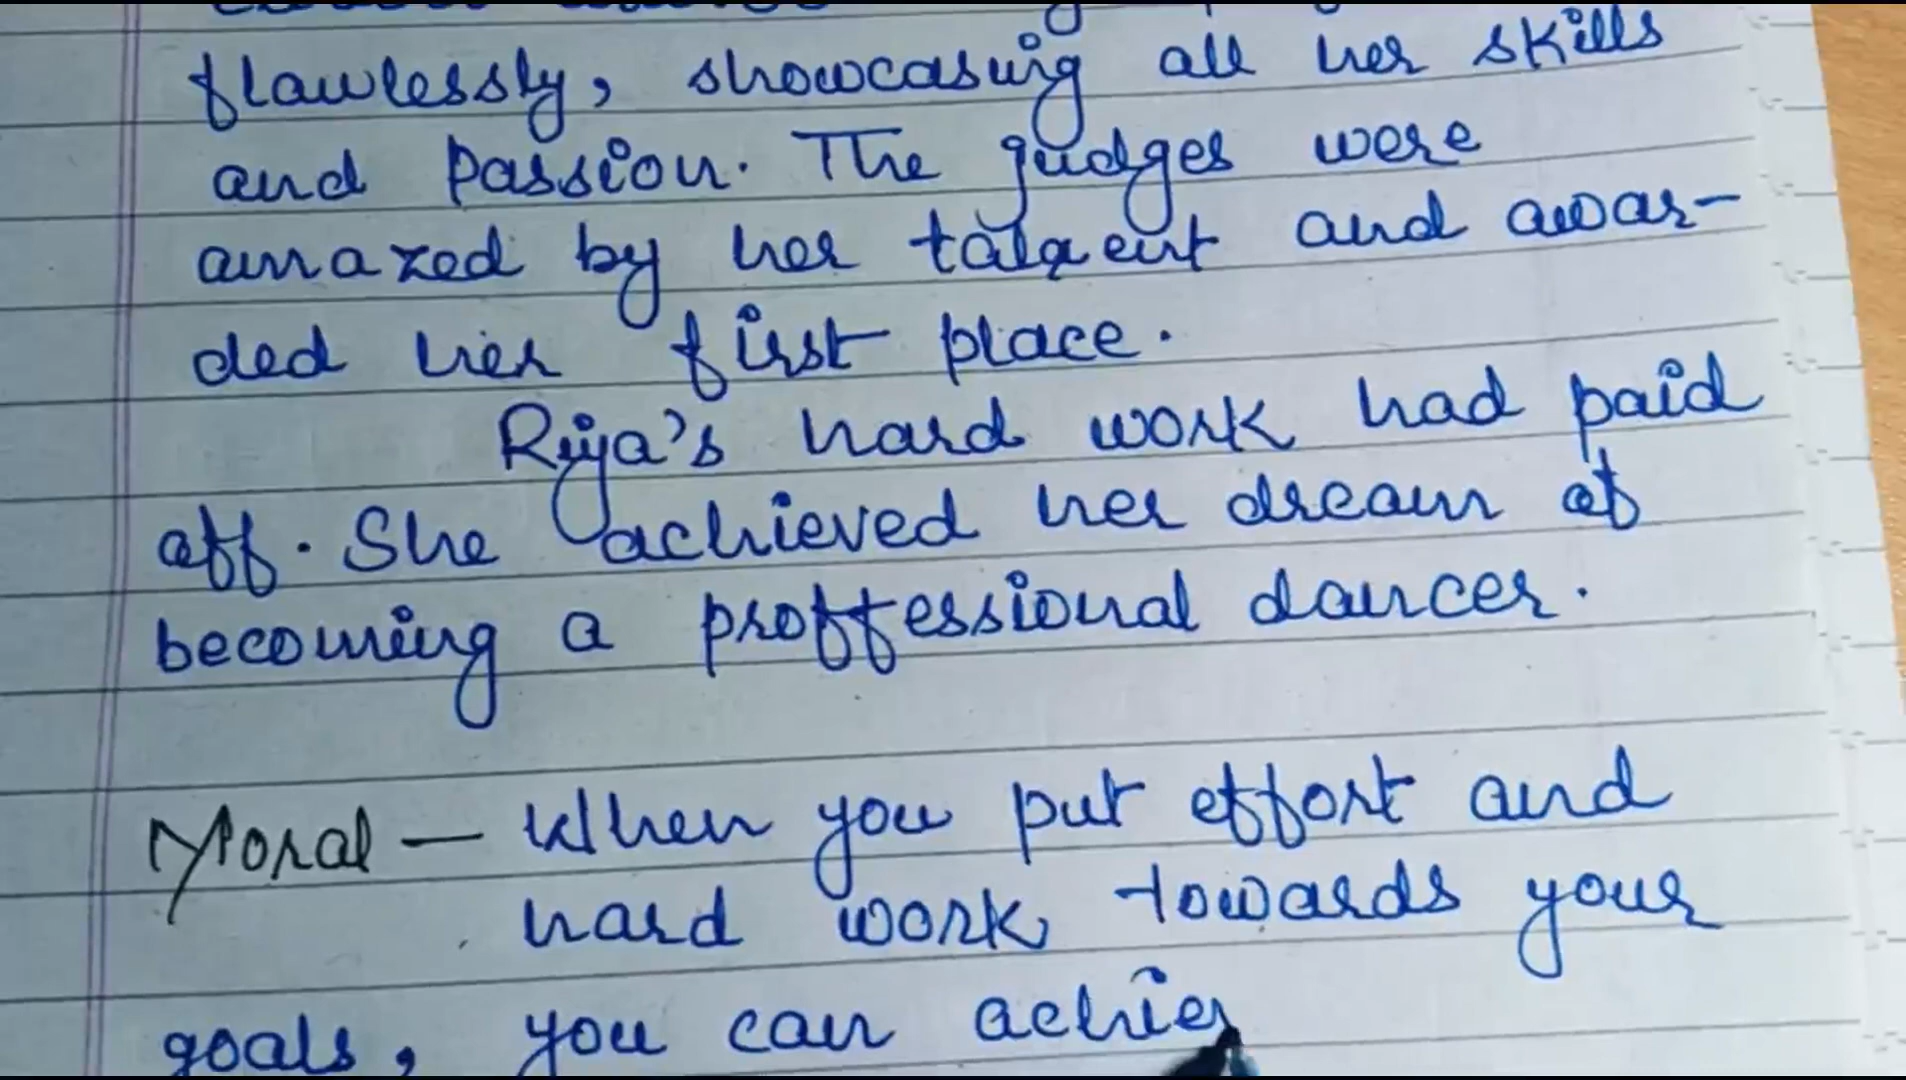 flawlessly, showcasing all her skills
and passion. The judges were
amazed by her talaent and awar-
ded her first place.
Riya's hard work had paid
off. She achieved her dream of
becoming a proffessional dancer.
Moral — When you put effort and
hard work towards your
goals, you can achie